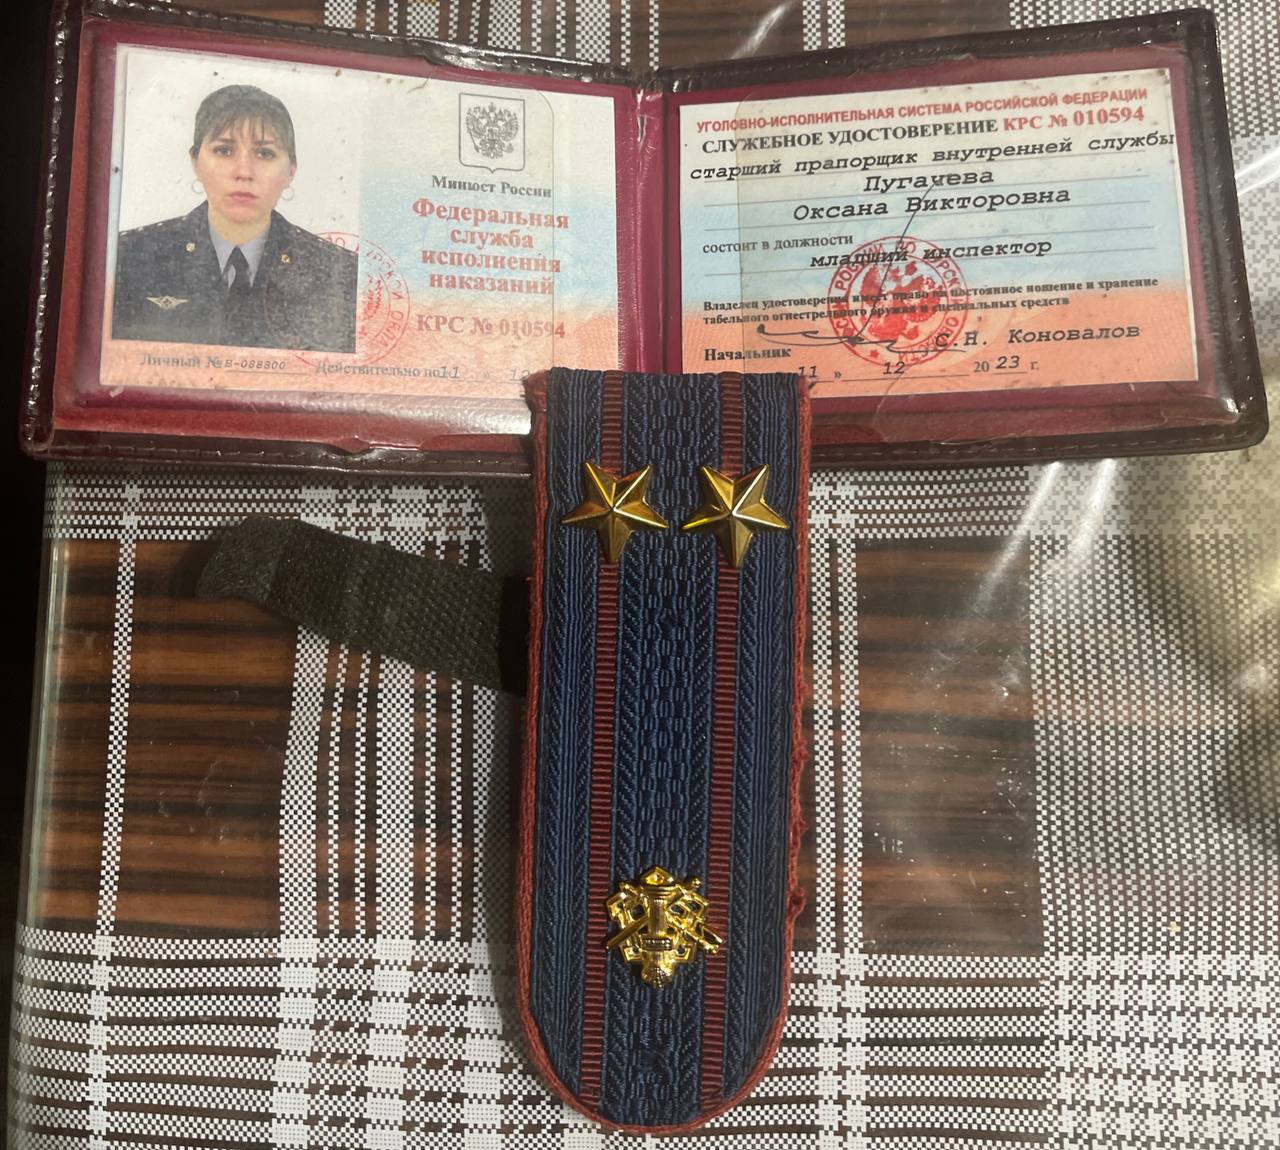 Минюст России
Федеральная
служба
исполнения
наказаний
КРС № 010594
Личный № В-088800
Действительно по 11 " 12
УГОЛОВНО-ИСПОЛНИТЕЛЬНАЯ СИСТЕМА РОССИЙСКОЙ ФЕДЕРАЦИИ
СЛУЖЕБНОЕ УДОСТОВЕРЕНИЕ КРС № 010594
старший прапорщик внутренней службы
Пугачева
Оксана Викторовна
состоит в должности
младший инспектор
Владелец удостоверения имеет право на постоянное ношение и хранение
табельного огнестрельного оружия и специальных средств
Начальник С.Н. Коновалов
11 » 12 20 23 г.